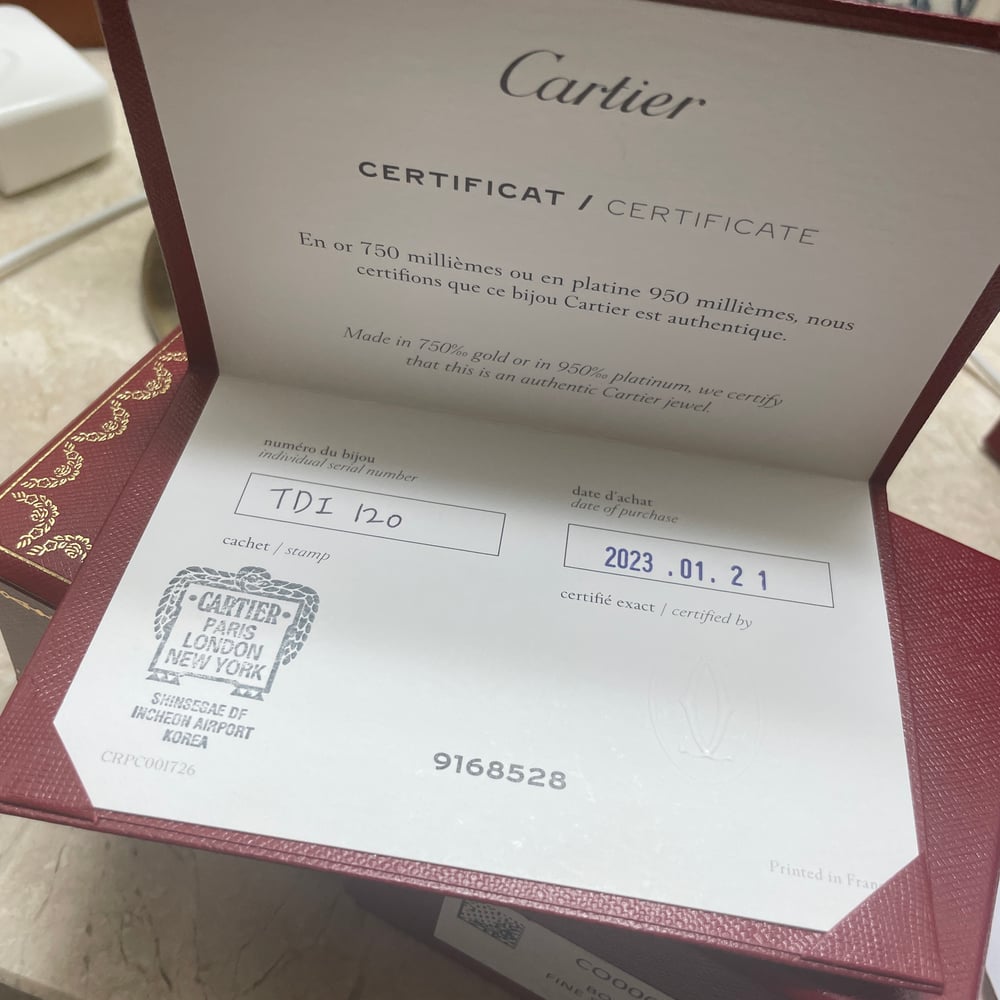 Cartier
CERTIFICAT / CERTIFICATE
En or 750 millièmes ou en platine 950 millièmes, nous
certifions que ce bijou Cartier est authentique.
Made in 750‰ gold or in 950‰ platinum, we certify
that this is an authentic Cartier jewel.
numéro du bijou
individual serial number
TDI 120
date d'achat
date of purchase
2023.01.21
cachet / stamp
certifié exact / certified by
·CARTIER·
PARIS
LONDON
NEW YORK
SHINSEGAE DF
INCHEON AIRPORT
KOREA
CRPC001726
9168528
Printed in Fran